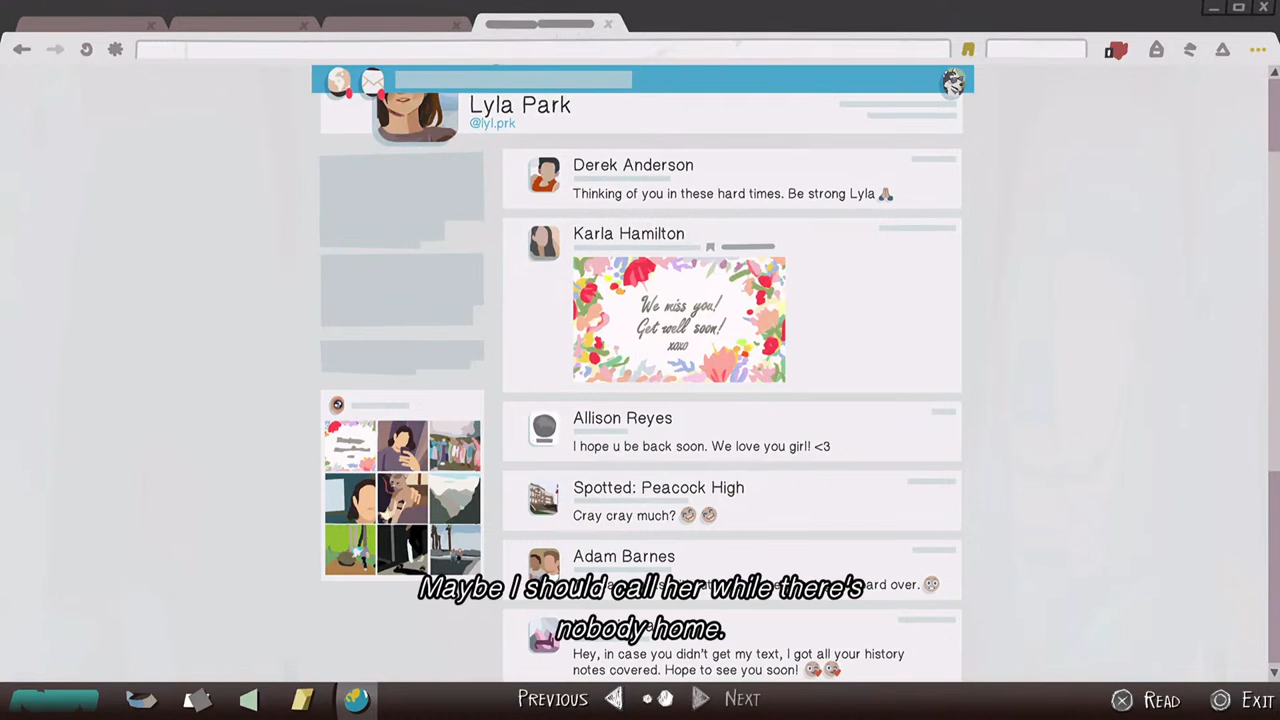 Lyla Park
@lyl.prk
Derek Anderson
Thinking of you in these hard times. Be strong Lyla
Karla Hamilton
We miss you!
Get well soon!
xoxo
Allison Reyes
I hope u be back soon. We love you girl! <3
Spotted: Peacock High
Cray cray much?
Adam Barnes
over.
Maybe I should call her while there's
nobody home.
Hey, in case you didn't get my text, I got all your history
notes covered. Hope to see you soon!
PREVIOUS NEXT READ EXIT